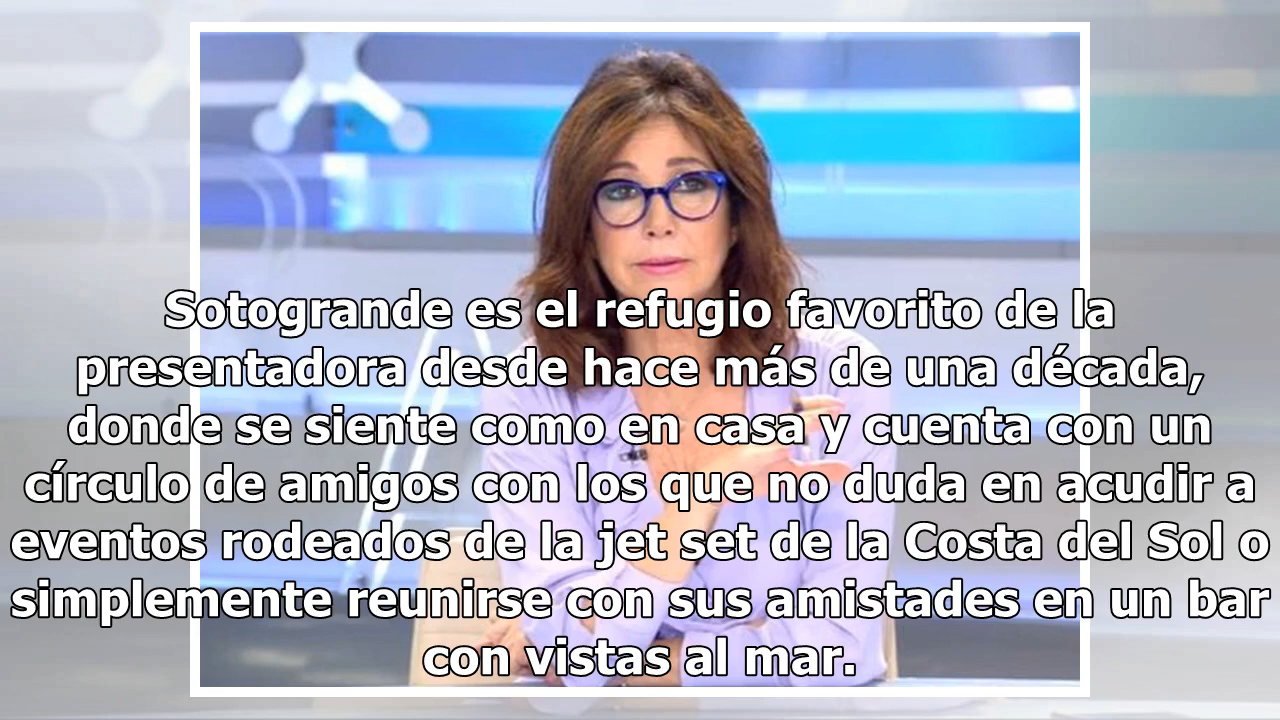 Sotogrande es el refugio favorito de la
presentadora desde hace más de una década,
donde se siente como en casa y cuenta con un
círculo de amigos con los que no duda en acudir a
eventos rodeados de la jet set de la Costa del Sol o
simplemente reunirse con sus amistades en un bar
con vistas al mar.